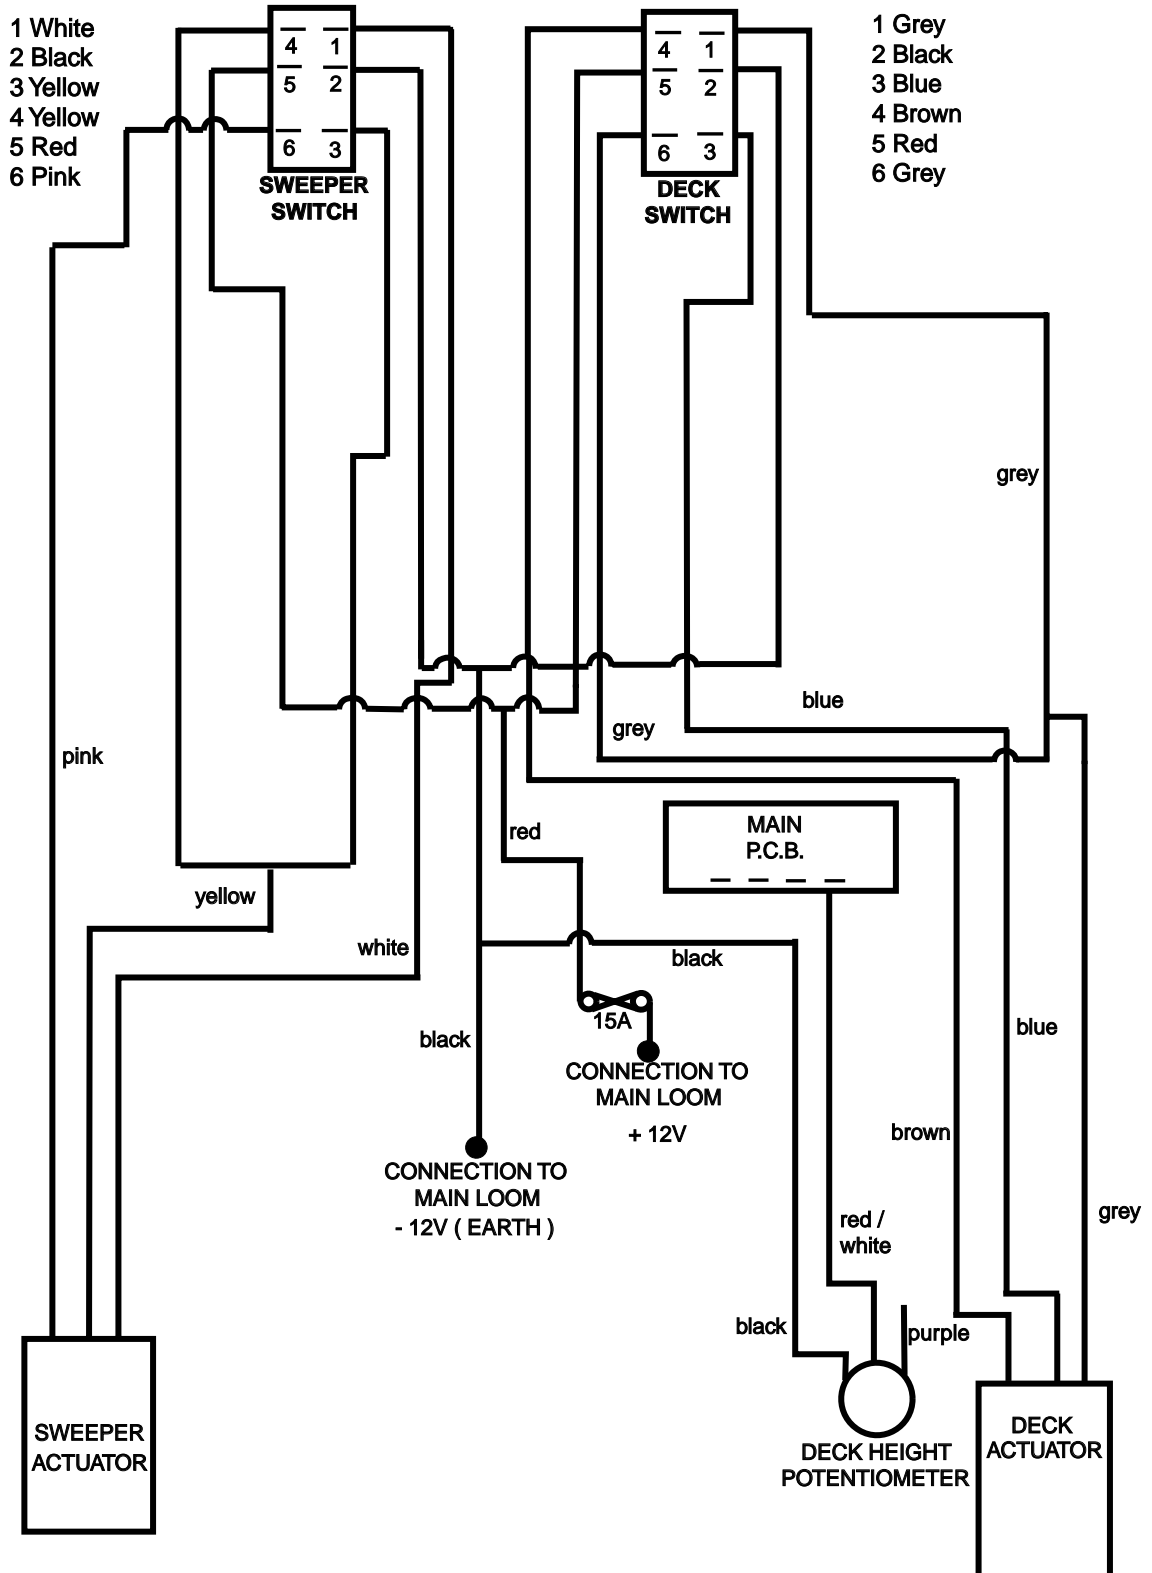 1 White
2 Black
3 Yellow
4 Yellow
5 Red
6 Pink
4 1
5 2
6 3
SWEEPER
SWITCH
4 1
5 2
6 3
DECK
SWITCH
1 Grey
2 Black
3 Blue
4 Brown
5 Red
6 Grey
grey
blue
grey
pink
red
MAIN
P.C.B.
yellow
white
black
15A
black
blue
CONNECTION TO
MAIN LOOM
+ 12V
brown
CONNECTION TO
MAIN LOOM
- 12V ( EARTH )
red /
white
grey
black
purple
SWEEPER
ACTUATOR
DECK HEIGHT
POTENTIOMETER
DECK
ACTUATOR